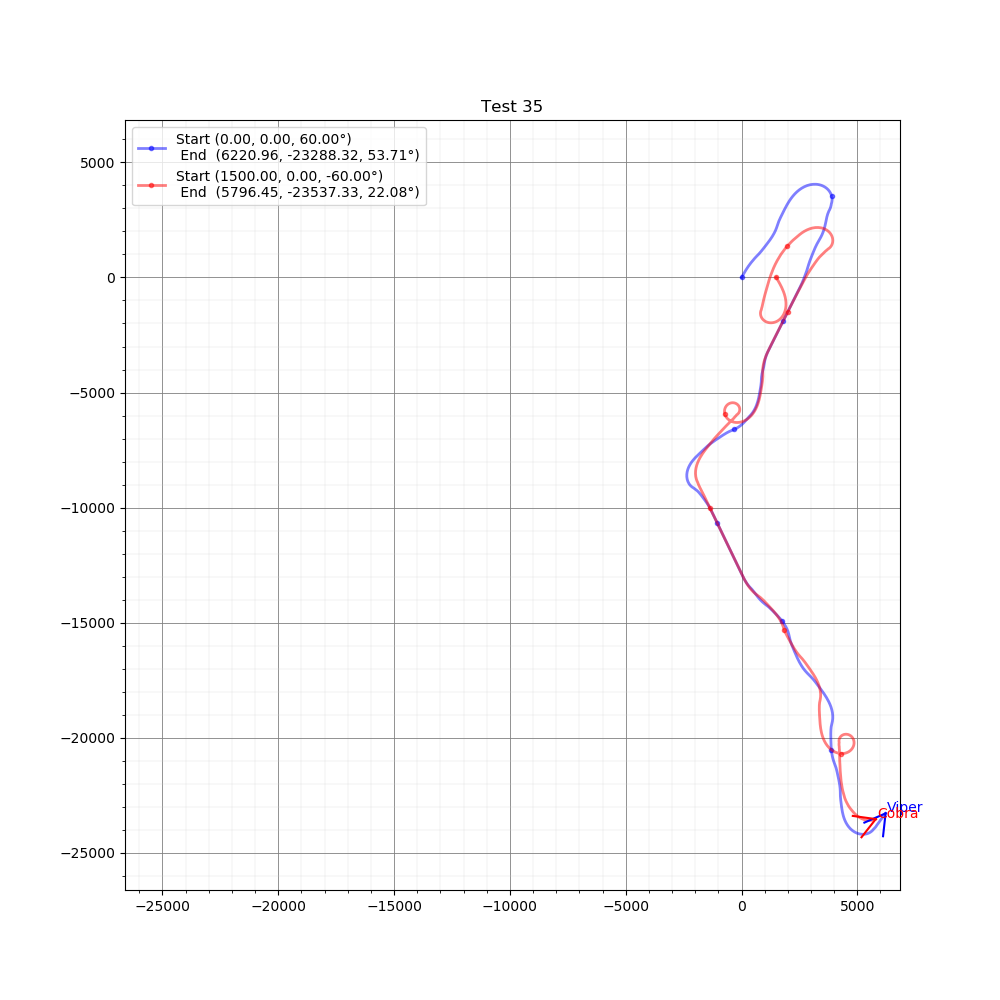 Test 35
Start (0.00, 0.00, 60.00°)
End (6220.96, -23288.32, 53.71°)
Start (1500.00, 0.00, -60.00°)
End (5796.45, -23537.33, 22.08°)
5000
0
−5000
−10000
−15000
−20000
−25000
Viper
Cobra
−25000 −20000 −15000 −10000 −5000 0 5000